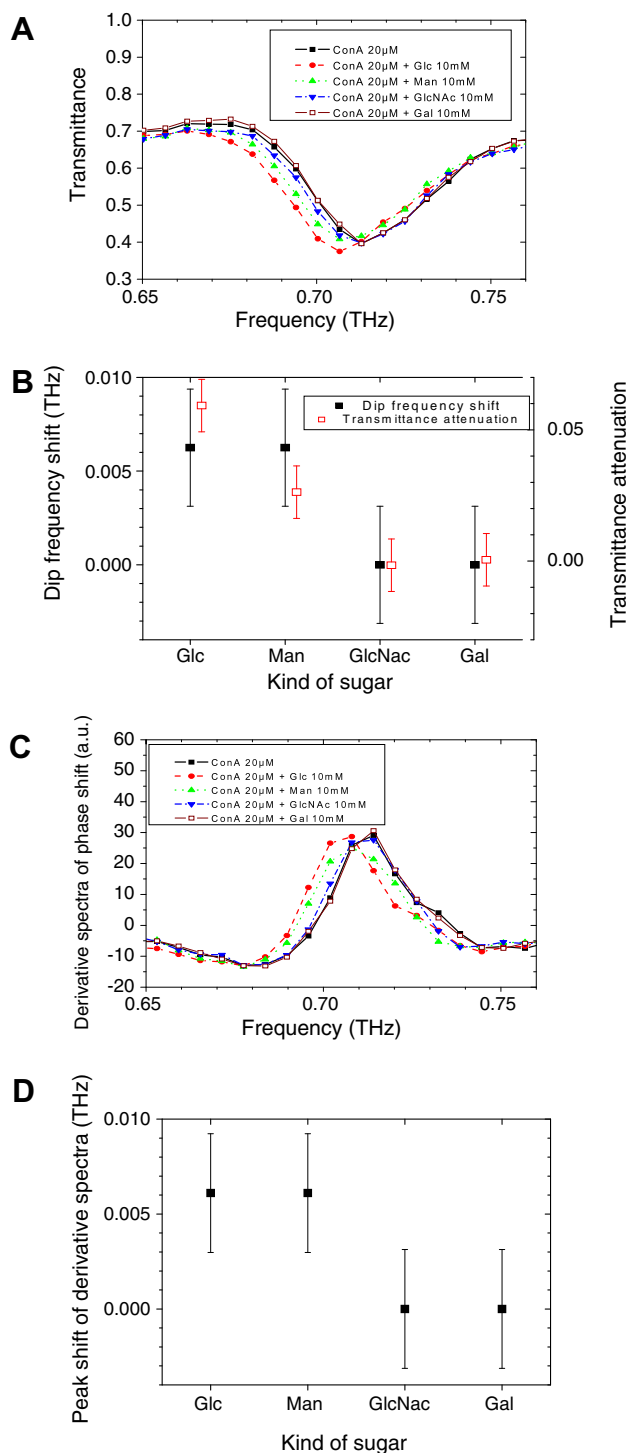 A
1.0
0.9
0.8
0.7
0.6
0.5
0.4
0.3
Transmittance
ConA 20μM
ConA 20μM + Glc 10mM
ConA 20μM + Man 10mM
ConA 20μM + GlcNAc 10mM
ConA 20μM + Gal 10mM
0.65
0.70
0.75
Frequency (THz)
B
0.010
0.005
0.000
Dip frequency shift (THz)
Dip frequency shift
Transmittance attenuation
0.05
0.00
Transmittance attenuation
Glc
Man
GlcNac
Gal
Kind of sugar
C
60
50
40
30
20
10
0
-10
-20
Derivative spectra of phase shift (a.u.)
ConA 20μM
ConA 20μM + Glc 10mM
ConA 20μM + Man 10mM
ConA 20μM + GlcNAc 10mM
ConA 20μM + Gal 10mM
0.65
0.70
0.75
Frequency (THz)
D
0.010
0.005
0.000
Peak shift of derivative spectra (THz)
Glc
Man
GlcNac
Gal
Kind of sugar